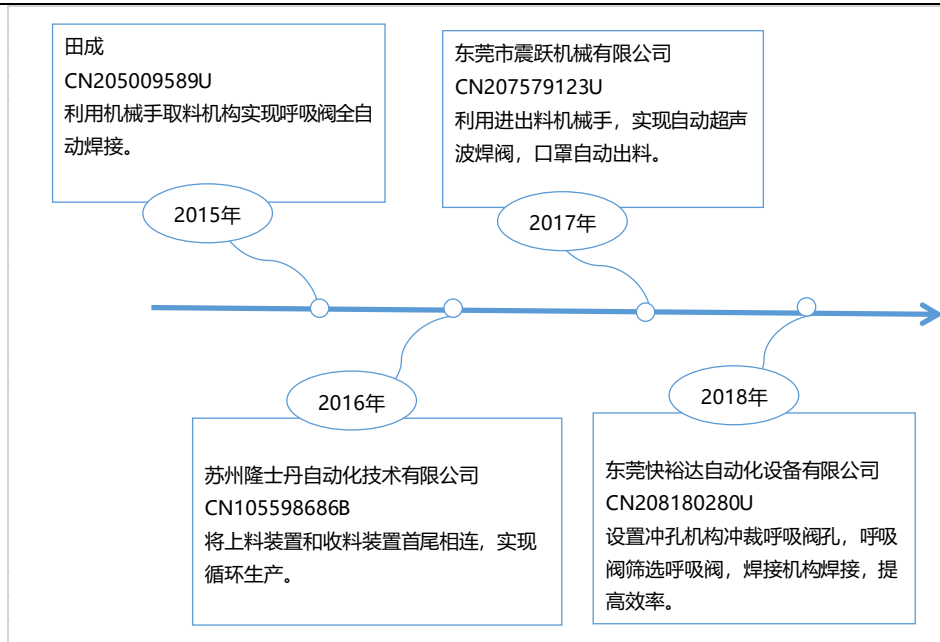 田成
CN205009589U
利用机械手取料机构实现呼吸阀全自
动焊接。
2015年
东莞市震跃机械有限公司
CN207579123U
利用进出料机械手，实现自动超声
波焊阀，口罩自动出料。
2017年
2016年
苏州隆士丹自动化技术有限公司
CN105598686B
将上料装置和收料装置首尾相连，实现
循环生产。
2018年
东莞快裕达自动化设备有限公司
CN208180280U
设置冲孔机构冲裁呼吸阀孔，呼吸
阀筛选呼吸阀，焊接机构焊接，提
高效率。